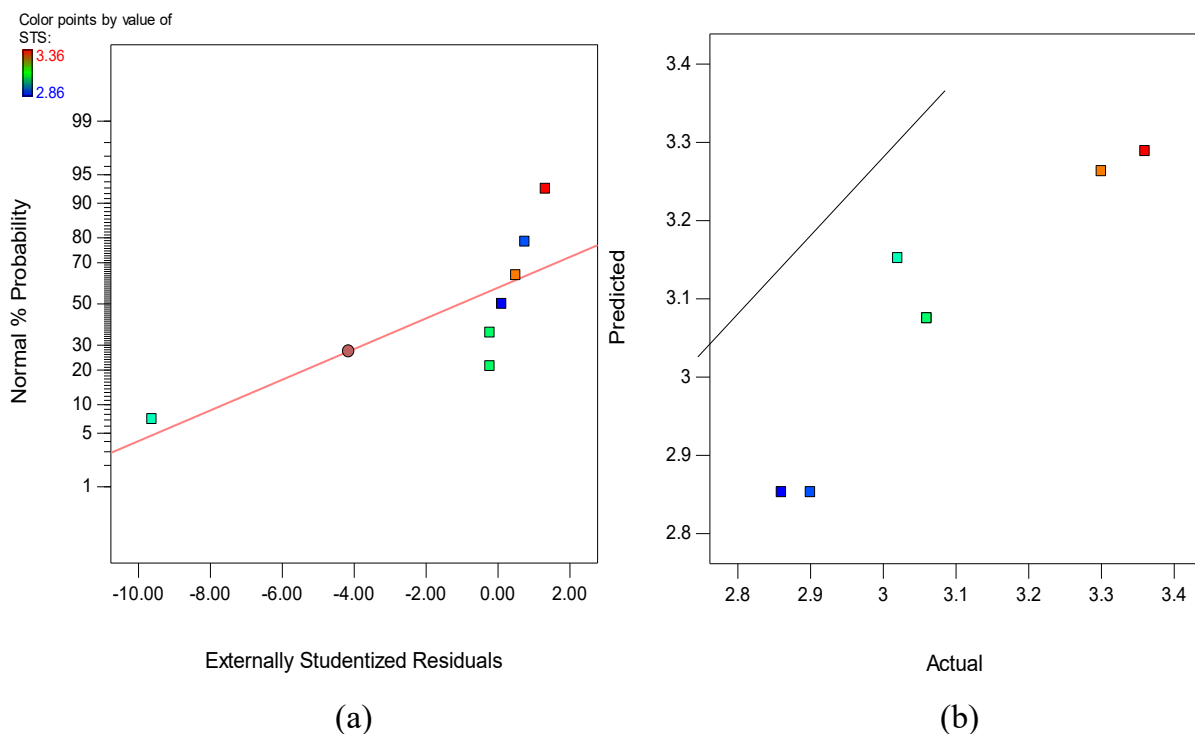 Color points by value of
STS:
3.36
2.86
Normal % Probability
99
95
90
80
70
50
30
20
10
5
1
-10.00 -8.00 -6.00 -4.00 -2.00 0.00 2.00
Externally Studentized Residuals
(a)
Predicted
3.4
3.3
3.2
3.1
3
2.9
2.8
2.8 2.9 3 3.1 3.2 3.3 3.4
Actual
(b)